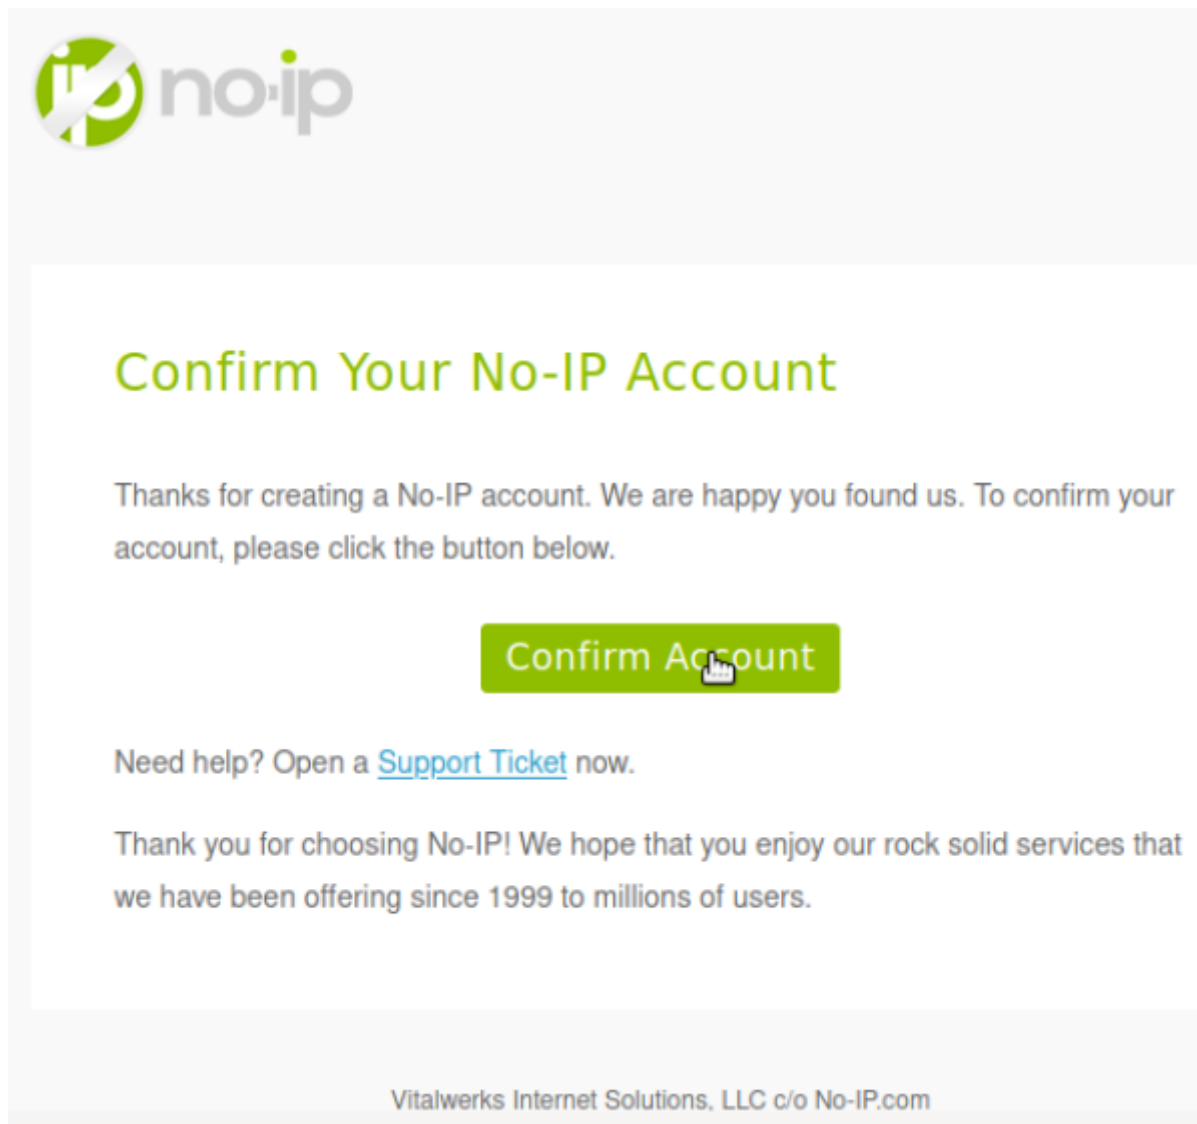 ip no-ip
Confirm Your No-IP Account
Thanks for creating a No-IP account. We are happy you found us. To confirm your
account, please click the button below.
Confirm Account
Need help? Open a Support Ticket now.
Thank you for choosing No-IP! We hope that you enjoy our rock solid services that
we have been offering since 1999 to millions of users.
Vitalwerks Internet Solutions, LLC c/o No-IP.com